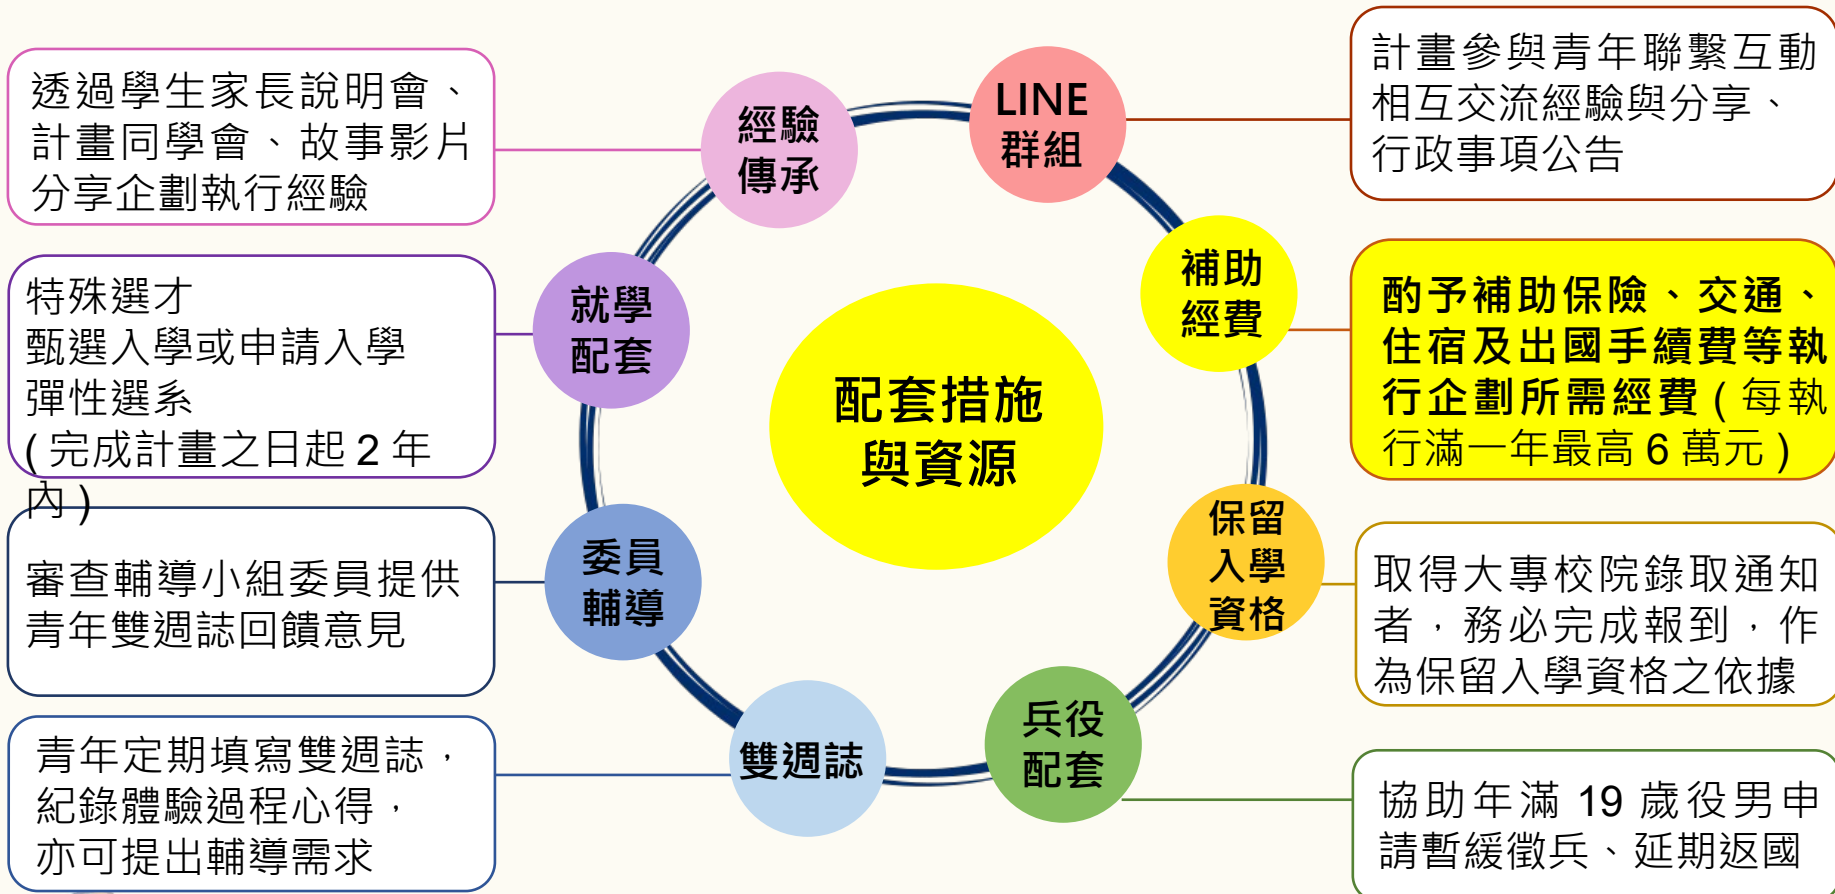 配套措施
與資源
LINE
群組
計畫參與青年聯繫互動
相互交流經驗與分享、
行政事項公告
補助
經費
酌予補助保險、交通、
住宿及出國手續費等執
行企劃所需經費(每執
行滿一年最高6萬元)
保留
入學
資格
取得大專校院錄取通知
者，務必完成報到，作
為保留入學資格之依據
兵役
配套
協助年滿19歲役男申
請暫緩徵兵、延期返國
雙週誌
青年定期填寫雙週誌，
紀錄體驗過程心得，
亦可提出輔導需求
委員
輔導
審查輔導小組委員提供
青年雙週誌回饋意見
就學
配套
特殊選才
甄選入學或申請入學
彈性選系
(完成計畫之日起2年
內)
經驗
傳承
透過學生家長說明會、
計畫同學會、故事影片
分享企劃執行經驗